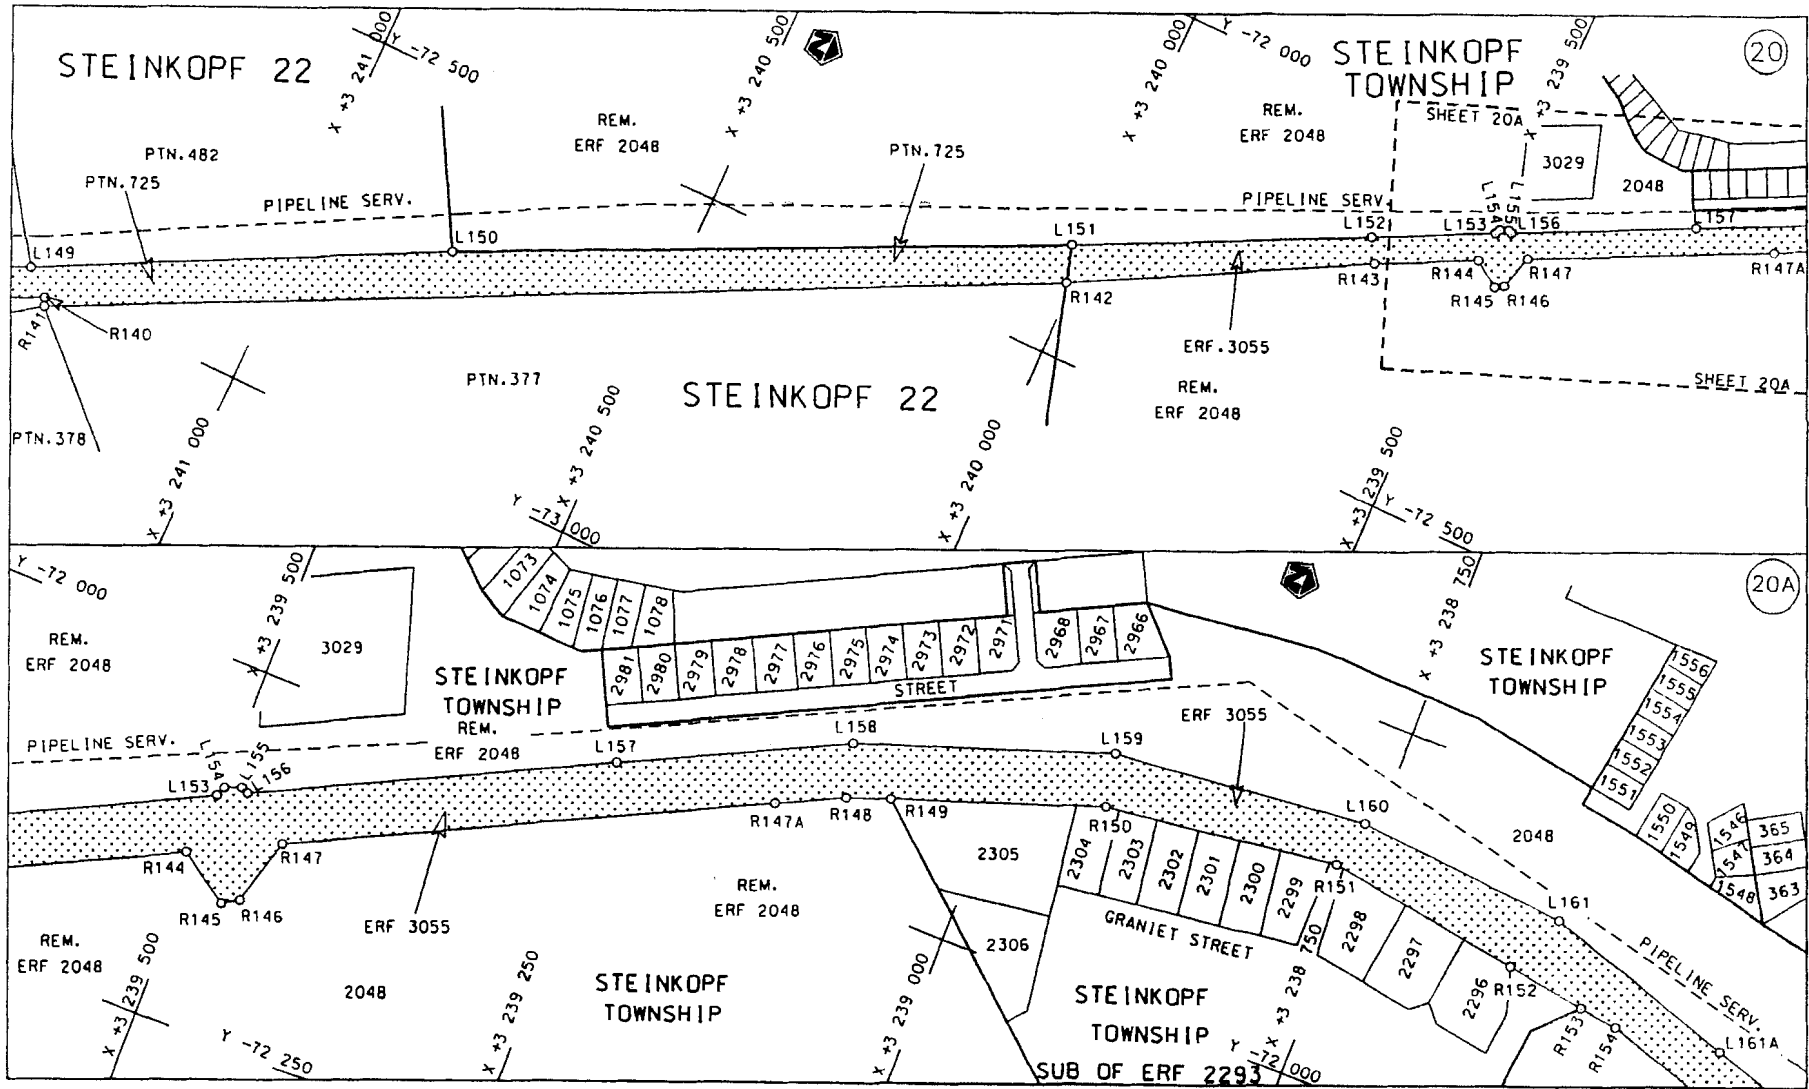 STEINKOPF 22
X +3 241 000
Y -72 500
X +3 240 500
N
X +3 240 000
Y -72 000
STEINKOPF
TOWNSHIP
X +3 239 500
20
SHEET 20A
REM.
ERF 2048
REM.
ERF 2048
PTN.482
PTN.725
PTN.725
3029
2048
PIPELINE SERV.
PIPELINE SERV.
L149
L150
L151
L152
L153
L154
L155
L156
L157
R141
R140
R142
R143
R144
R145
R146
R147
R147A
ERF.3055
PTN.377
STEINKOPF 22
REM.
ERF 2048
SHEET 20A
PTN.378
X +3 241 000
X +3 240 500
Y -73 000
X +3 240 000
X +3 239 500
Y -72 500
Y -72 000
X +3 239 500
N
X +3 238 750
20A
REM.
ERF 2048
3029
1073
1074
1075
1076
1077
1078
STEINKOPF
TOWNSHIP
REM.
ERF 2048
2981
2980
2979
2978
2977
2976
2975
2974
2973
2972
2971
2968
2967
2966
STREET
STEINKOPF
TOWNSHIP
1556
1555
1554
1553
1552
1551
1550
1549
1546
1547
1548
365
364
363
PIPELINE SERV.
L153
L154
L155
L156
L157
L158
L159
ERF 3055
L160
2048
L161
PIPELINE SERV.
L161A
R144
R145
R146
R147
R147A
R148
R149
R150
R151
R152
R153
R154
ERF 3055
REM.
ERF 2048
2305
2306
2304
2303
2302
2301
2300
2299
2298
2297
2296
GRANIET STREET
REM.
ERF 2048
2048
STEINKOPF
TOWNSHIP
STEINKOPF
TOWNSHIP
SUB OF ERF 2293
X +3 239 500
Y -72 250
X +3 239 250
X +3 239 000
X +3 238 750
Y -72 000